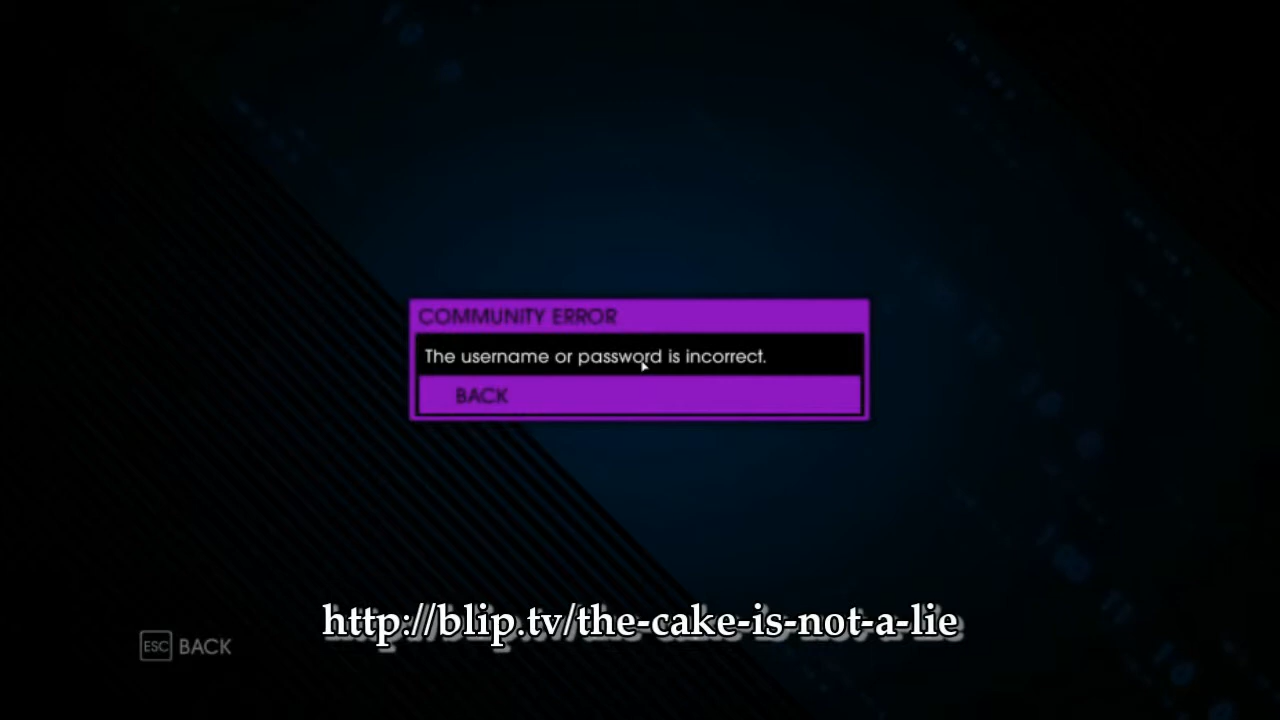 COMMUNITY ERROR
The username or password is incorrect.
BACK
http://blip.tv/the-cake-is-not-a-lie
ESC BACK